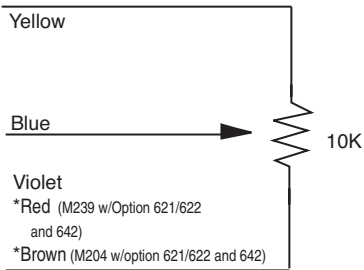 Yellow
Blue
10K
Violet
*Red (M239 w/Option 621/622
and 642)
*Brown (M204 w/option 621/622 and 642)